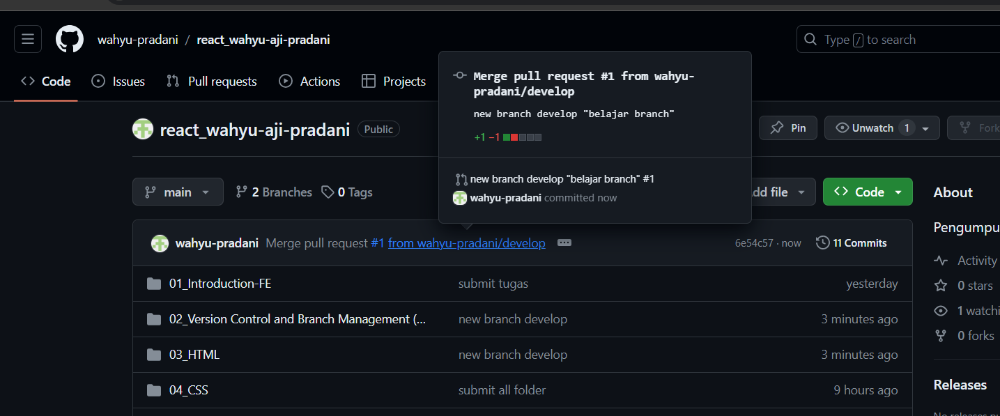 wahyu-pradani / react_wahyu-aji-pradani
Type / to search
Code
Issues
Pull requests
Actions
Projects
Merge pull request #1 from wahyu-
pradani/develop
new branch develop "belajar branch"
+1 −1
new branch develop "belajar branch" #1
wahyu-pradani committed now
react_wahyu-aji-pradani Public
Pin
Unwatch 1
Fork
main
2 Branches
0 Tags
dd file
Code
About
wahyu-pradani Merge pull request #1 from wahyu-pradani/develop
6e54c57 · now
11 Commits
Pengumpu
01_Introduction-FE submit tugas yesterday
02_Version Control and Branch Management (... new branch develop 3 minutes ago
03_HTML new branch develop 3 minutes ago
04_CSS submit all folder 9 hours ago
Activity
0 stars
1 watchi
0 forks
Releases